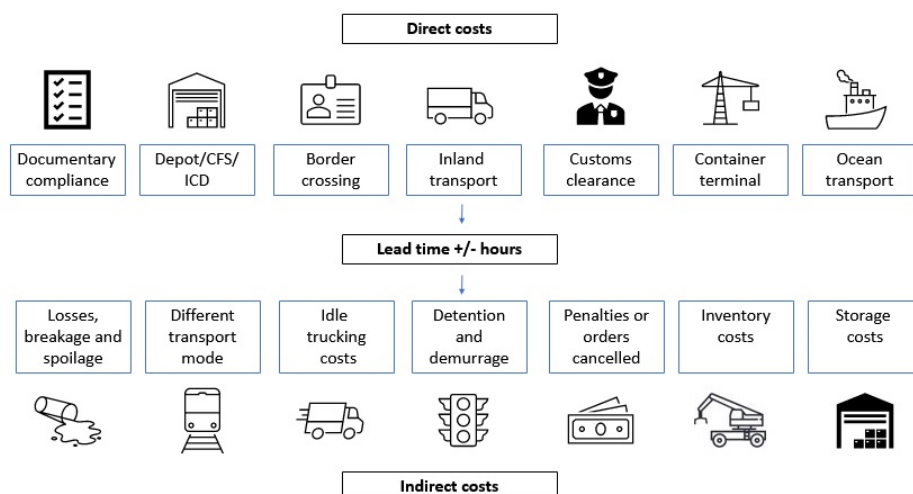 Direct costs
Documentary
compliance
Depot/CFS/
ICD
Border
crossing
Inland
transport
Customs
clearance
Container
terminal
Ocean
transport
Lead time +/- hours
Losses,
breakage and
spoilage
Different
transport
mode
Idle
trucking
costs
Detention
and
demurrage
Penalties or
orders
cancelled
Inventory
costs
Storage
costs
Indirect costs